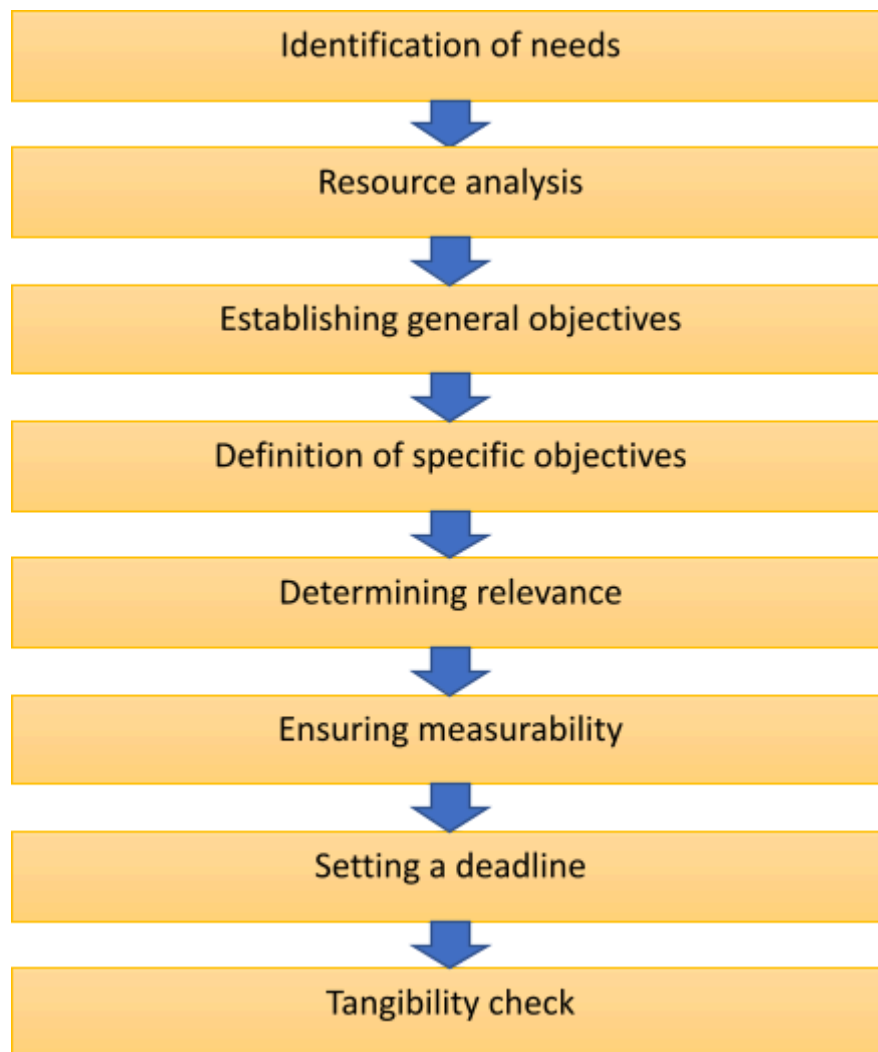 Identification of needs
Resource analysis
Establishing general objectives
Definition of specific objectives
Determining relevance
Ensuring measurability
Setting a deadline
Tangibility check